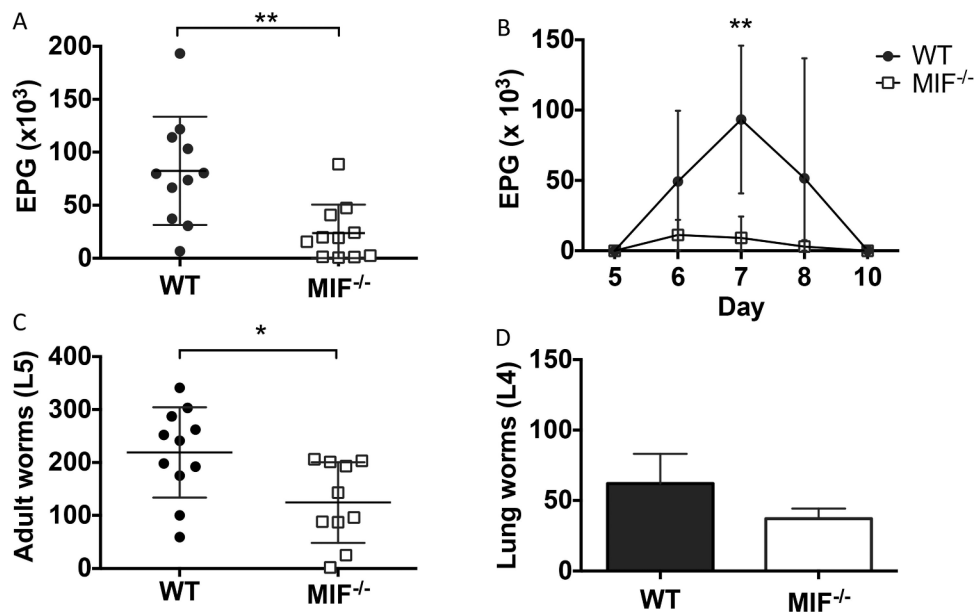 A
**
EPG (x10³)
200
150
100
50
0
WT
MIF⁻/⁻
B
**
EPG (x 10³)
150
100
50
0
5 6 7 8 10
Day
WT
MIF⁻/⁻
C
*
Adult worms (L5)
400
300
200
100
0
WT
MIF⁻/⁻
D
Lung worms (L4)
150
100
50
0
WT
MIF⁻/⁻